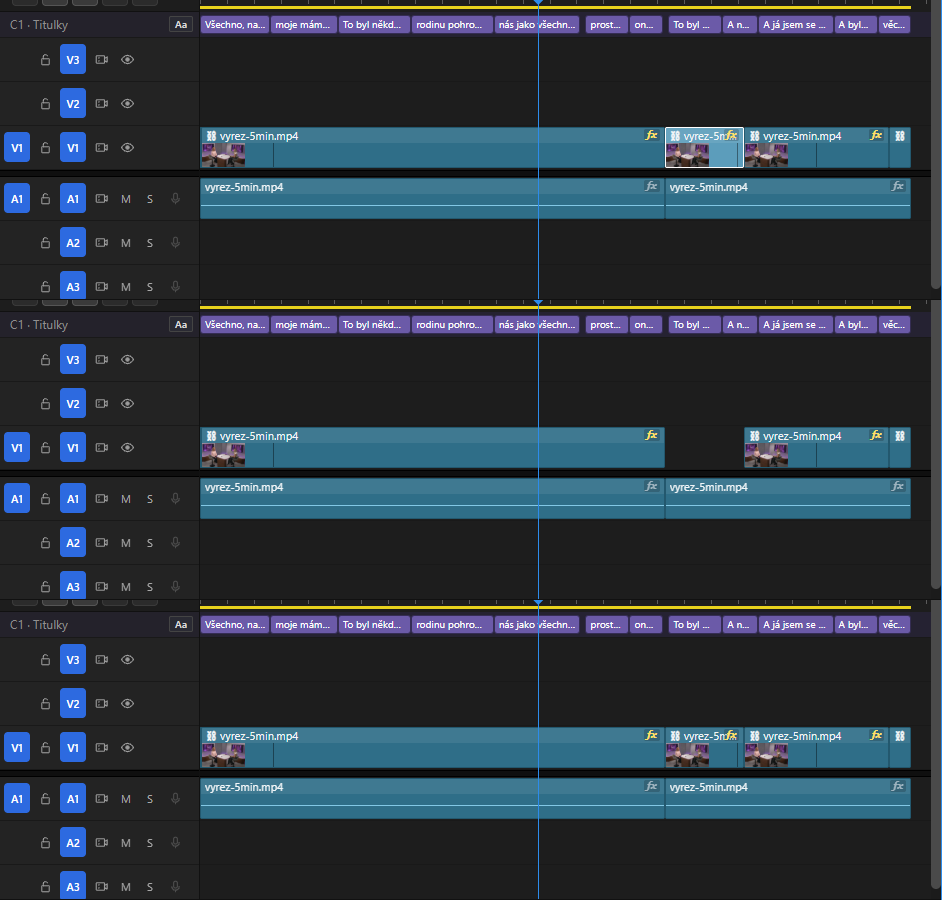 C1 · Titulky Aa Všechno, na... moje mám... To byl někd... rodinu pohro... nás jako všechn... prost... on... To byl ... A n... A já jsem se ... A byl... věc...
V3
V2
V1 V1 vyrez-5min.mp4 fx vyrez-5m fx vyrez-5min.mp4 fx
A1 A1 M S vyrez-5min.mp4 fx vyrez-5min.mp4 fx
A2 M S
A3 M S
C1 · Titulky Aa Všechno, na... moje mám... To byl někd... rodinu pohro... nás jako všechn... prost... on... To byl ... A n... A já jsem se ... A byl... věc...
V3
V2
V1 V1 vyrez-5min.mp4 fx vyrez-5min.mp4 fx
A1 A1 M S vyrez-5min.mp4 fx vyrez-5min.mp4 fx
A2 M S
A3 M S
C1 · Titulky Aa Všechno, na... moje mám... To byl někd... rodinu pohro... nás jako všechn... prost... on... To byl ... A n... A já jsem se ... A byl... věc...
V3
V2
V1 V1 vyrez-5min.mp4 fx vyrez-5m fx vyrez-5min.mp4 fx
A1 A1 M S vyrez-5min.mp4 fx vyrez-5min.mp4 fx
A2 M S
A3 M S